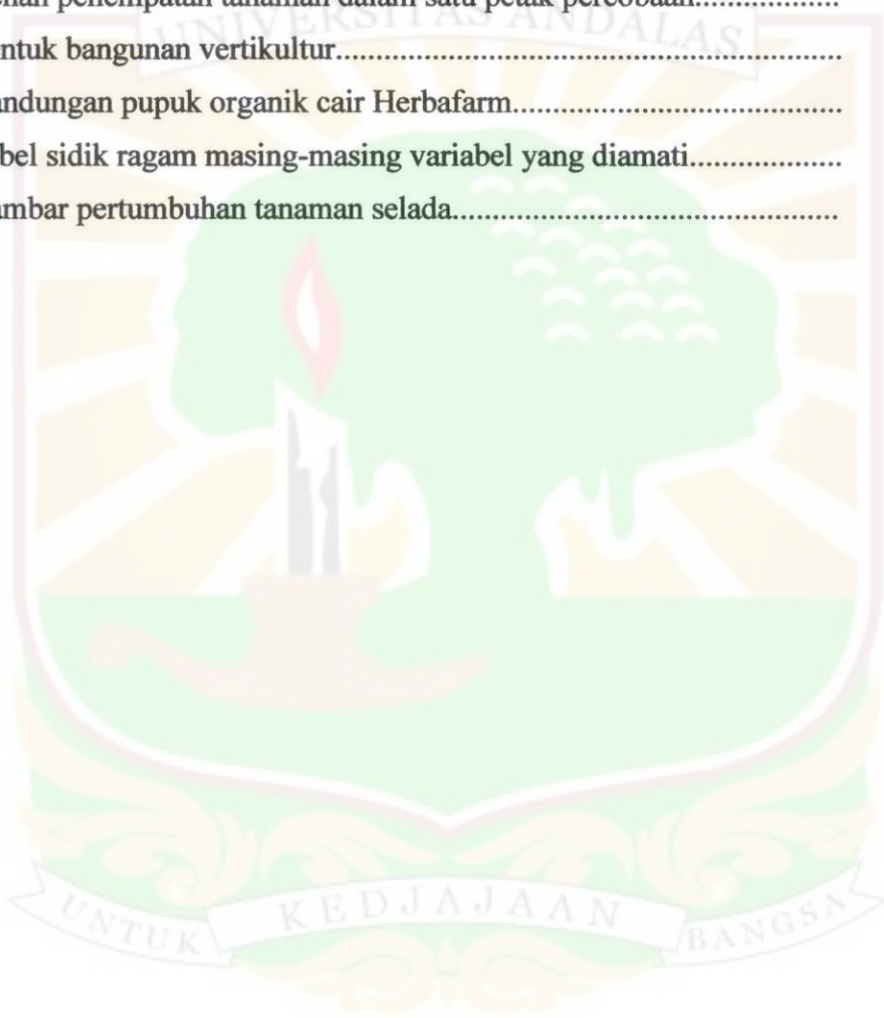 penempatan tanaman dalam satu petak percobaan.................
UNIVERSITAS ANDALAS
ntuk bangunan vertikultur.........................................................
andungan pupuk organik cair Herbafarm.....................................
bel sidik ragam masing-masing variabel yang diamati.................
mbar pertumbuhan tanaman selada...........................................
UNTUK KEDJAJAAN BANGSA